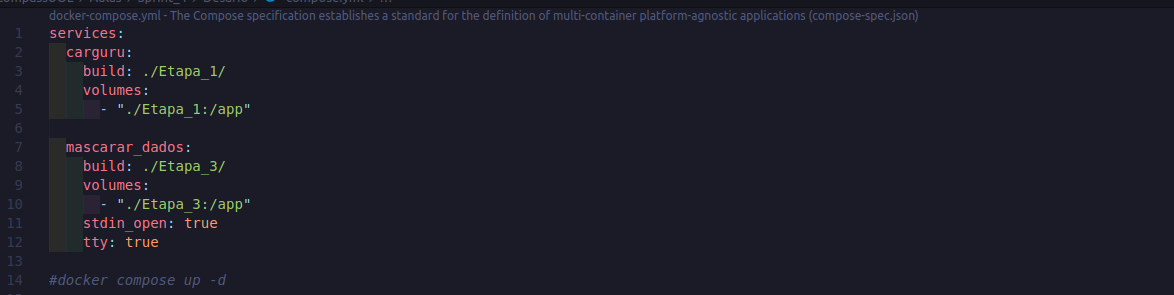 docker-compose.yml - The Compose specification establishes a standard for the definition of multi-container platform-agnostic applications (compose-spec.json)
1 services:
2   carguru:
3     build: ./Etapa_1/
4     volumes:
5       - "./Etapa_1:/app"
6
7   mascarar_dados:
8     build: ./Etapa_3/
9     volumes:
10       - "./Etapa_3:/app"
11     stdin_open: true
12     tty: true
13
14 #docker compose up -d